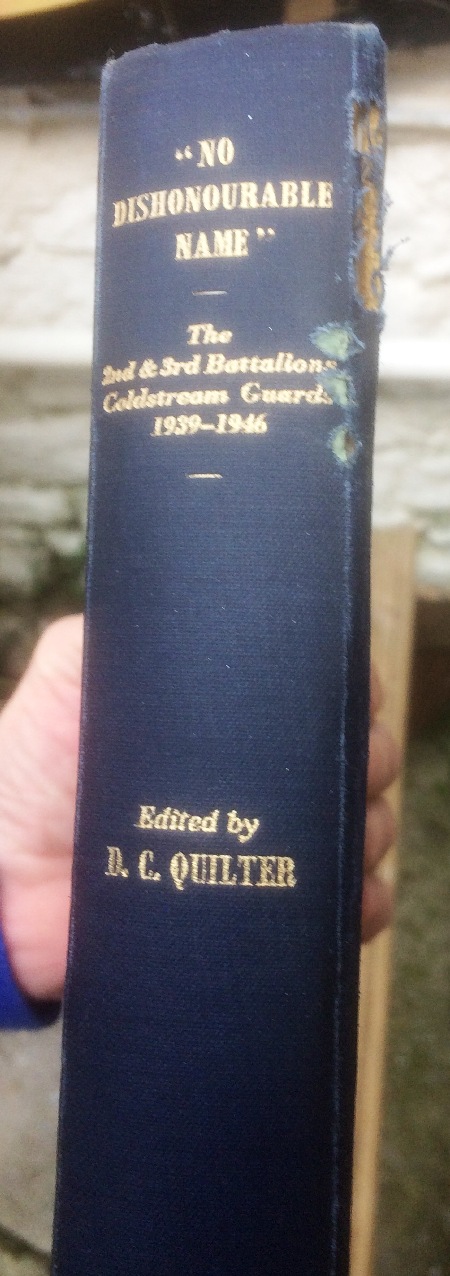 “NO
DISHONOURABLE
NAME”
The
2nd & 3rd Battalions
Coldstream Guards
1939–1946
Edited by
D. C. QUILTER